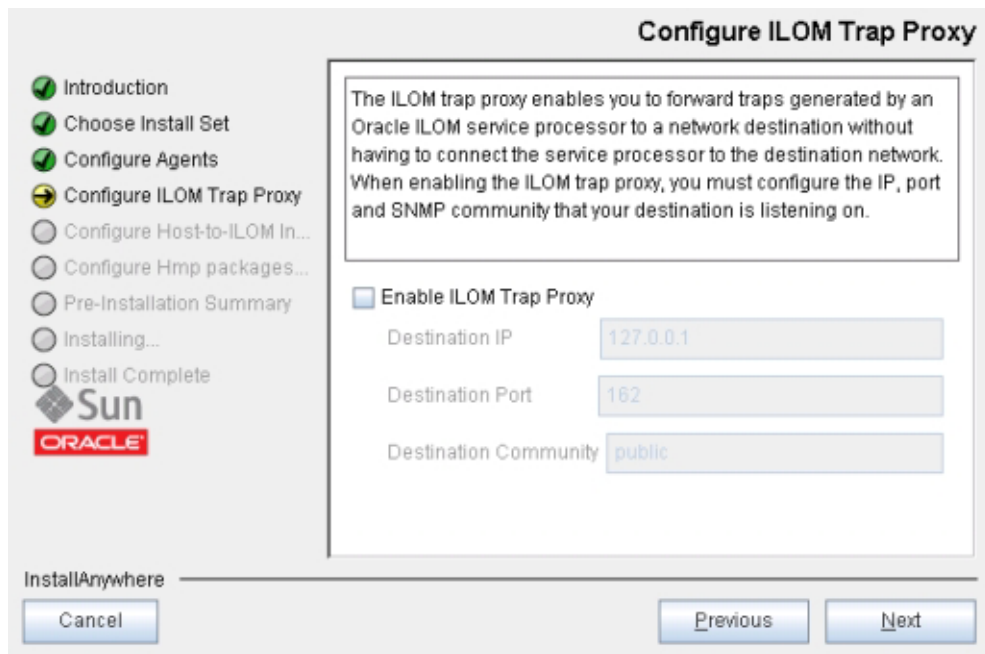 Configure ILOM Trap Proxy
Introduction
Choose Install Set
Configure Agents
Configure ILOM Trap Proxy
Configure Host-to-ILOM In...
Configure Hmp packages...
Pre-Installation Summary
Installing...
Install Complete
Sun
ORACLE
The ILOM trap proxy enables you to forward traps generated by an
Oracle ILOM service processor to a network destination without
having to connect the service processor to the destination network.
When enabling the ILOM trap proxy, you must configure the IP, port
and SNMP community that your destination is listening on.
Enable ILOM Trap Proxy
Destination IP 127.0.0.1
Destination Port 162
Destination Community public
InstallAnywhere
Cancel Previous Next